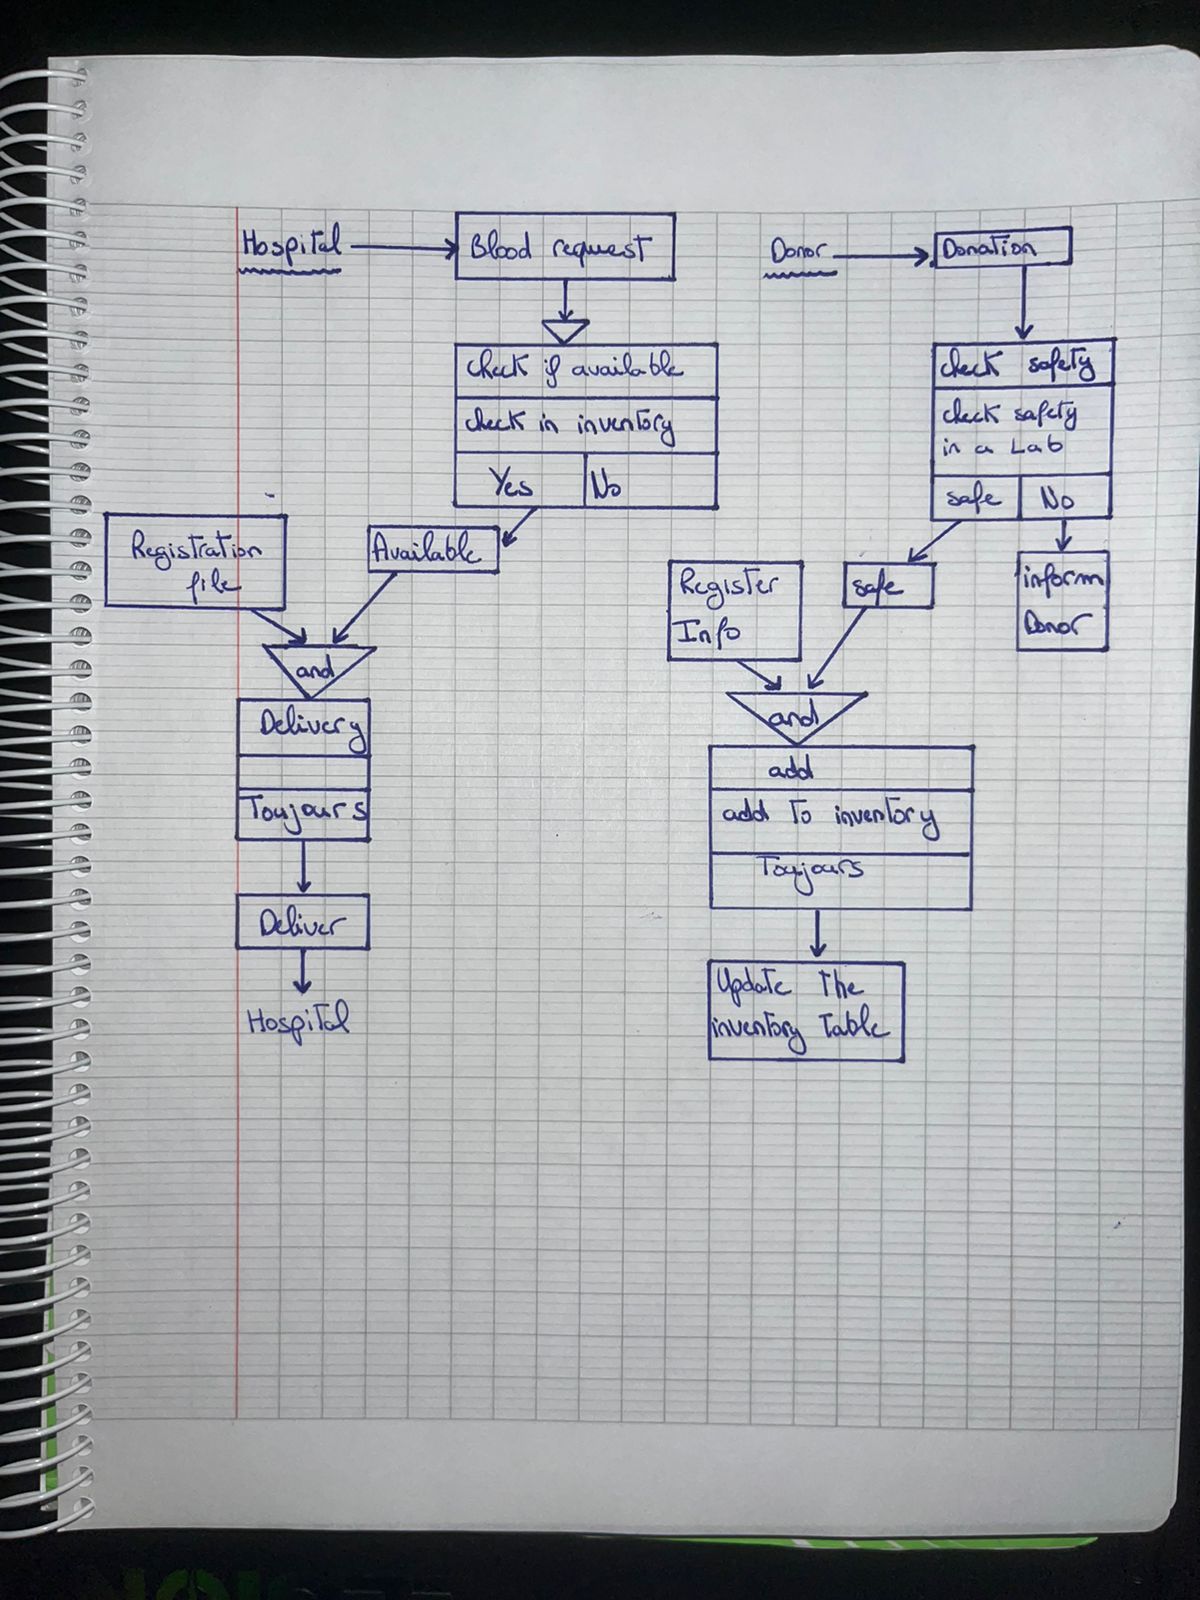 Hospital
Blood request
check if available
check in inventory
Yes No
Registration
file
Available
and
Delivery
Toujours
Deliver
Hospital
Donor
Donation
check safety
check safety
in a Lab
safe No
Register
Info
safe
inform
Donor
and
add
add to inventory
Toujours
Update the
inventory table